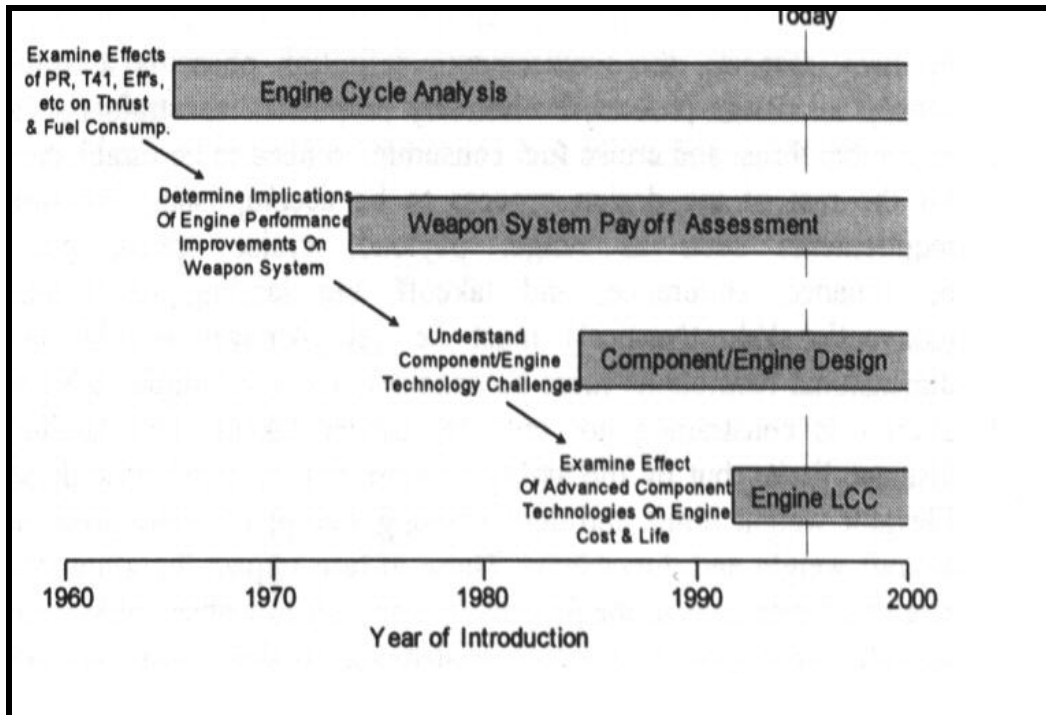 Today
Examine Effects
of PR, T41, Eff's,
etc on Thrust
& Fuel Consump.
Engine Cycle Analysis
Determine Implications
Of Engine Performance
Improvements On
Weapon System
Weapon System Payoff Assessment
Understand
Component/Engine
Technology Challenges
Component/Engine Design
Examine Effect
Of Advanced Component
Technologies On Engine
Cost & Life
Engine LCC
1960 1970 1980 1990 2000
Year of Introduction